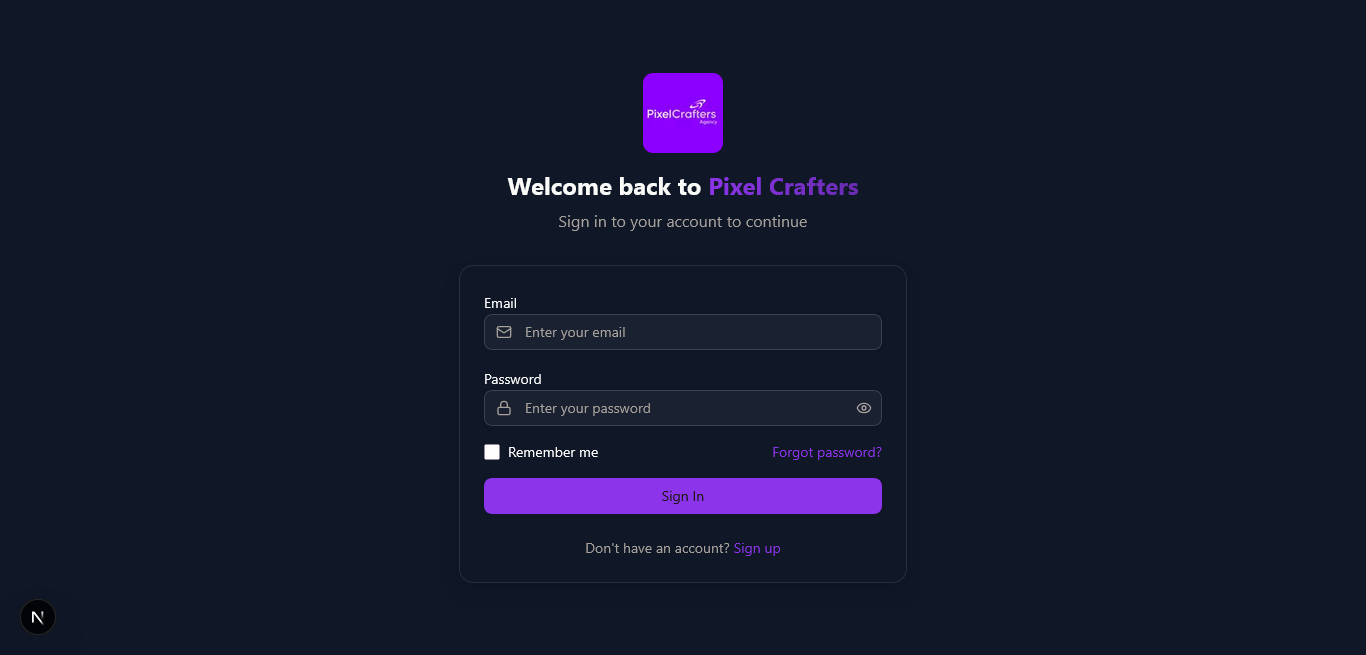 PixelCrafters
Agency
Welcome back to Pixel Crafters
Sign in to your account to continue
Email
Enter your email
Password
Enter your password
Remember me
Forgot password?
Sign In
Don't have an account? Sign up
N